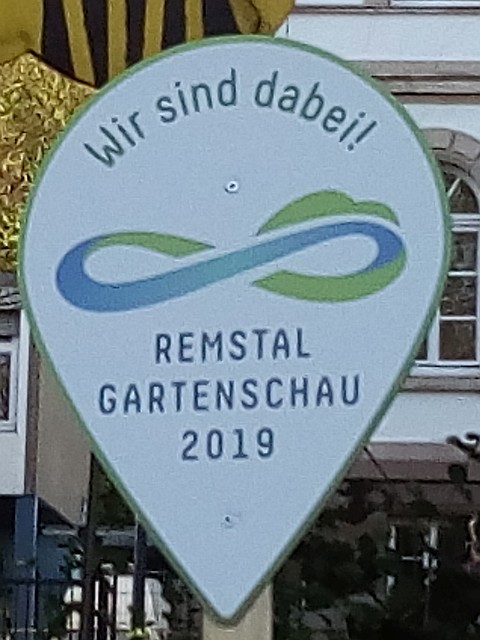 Wir sind dabei!
REMSTAL
GARTENSCHAU
2019